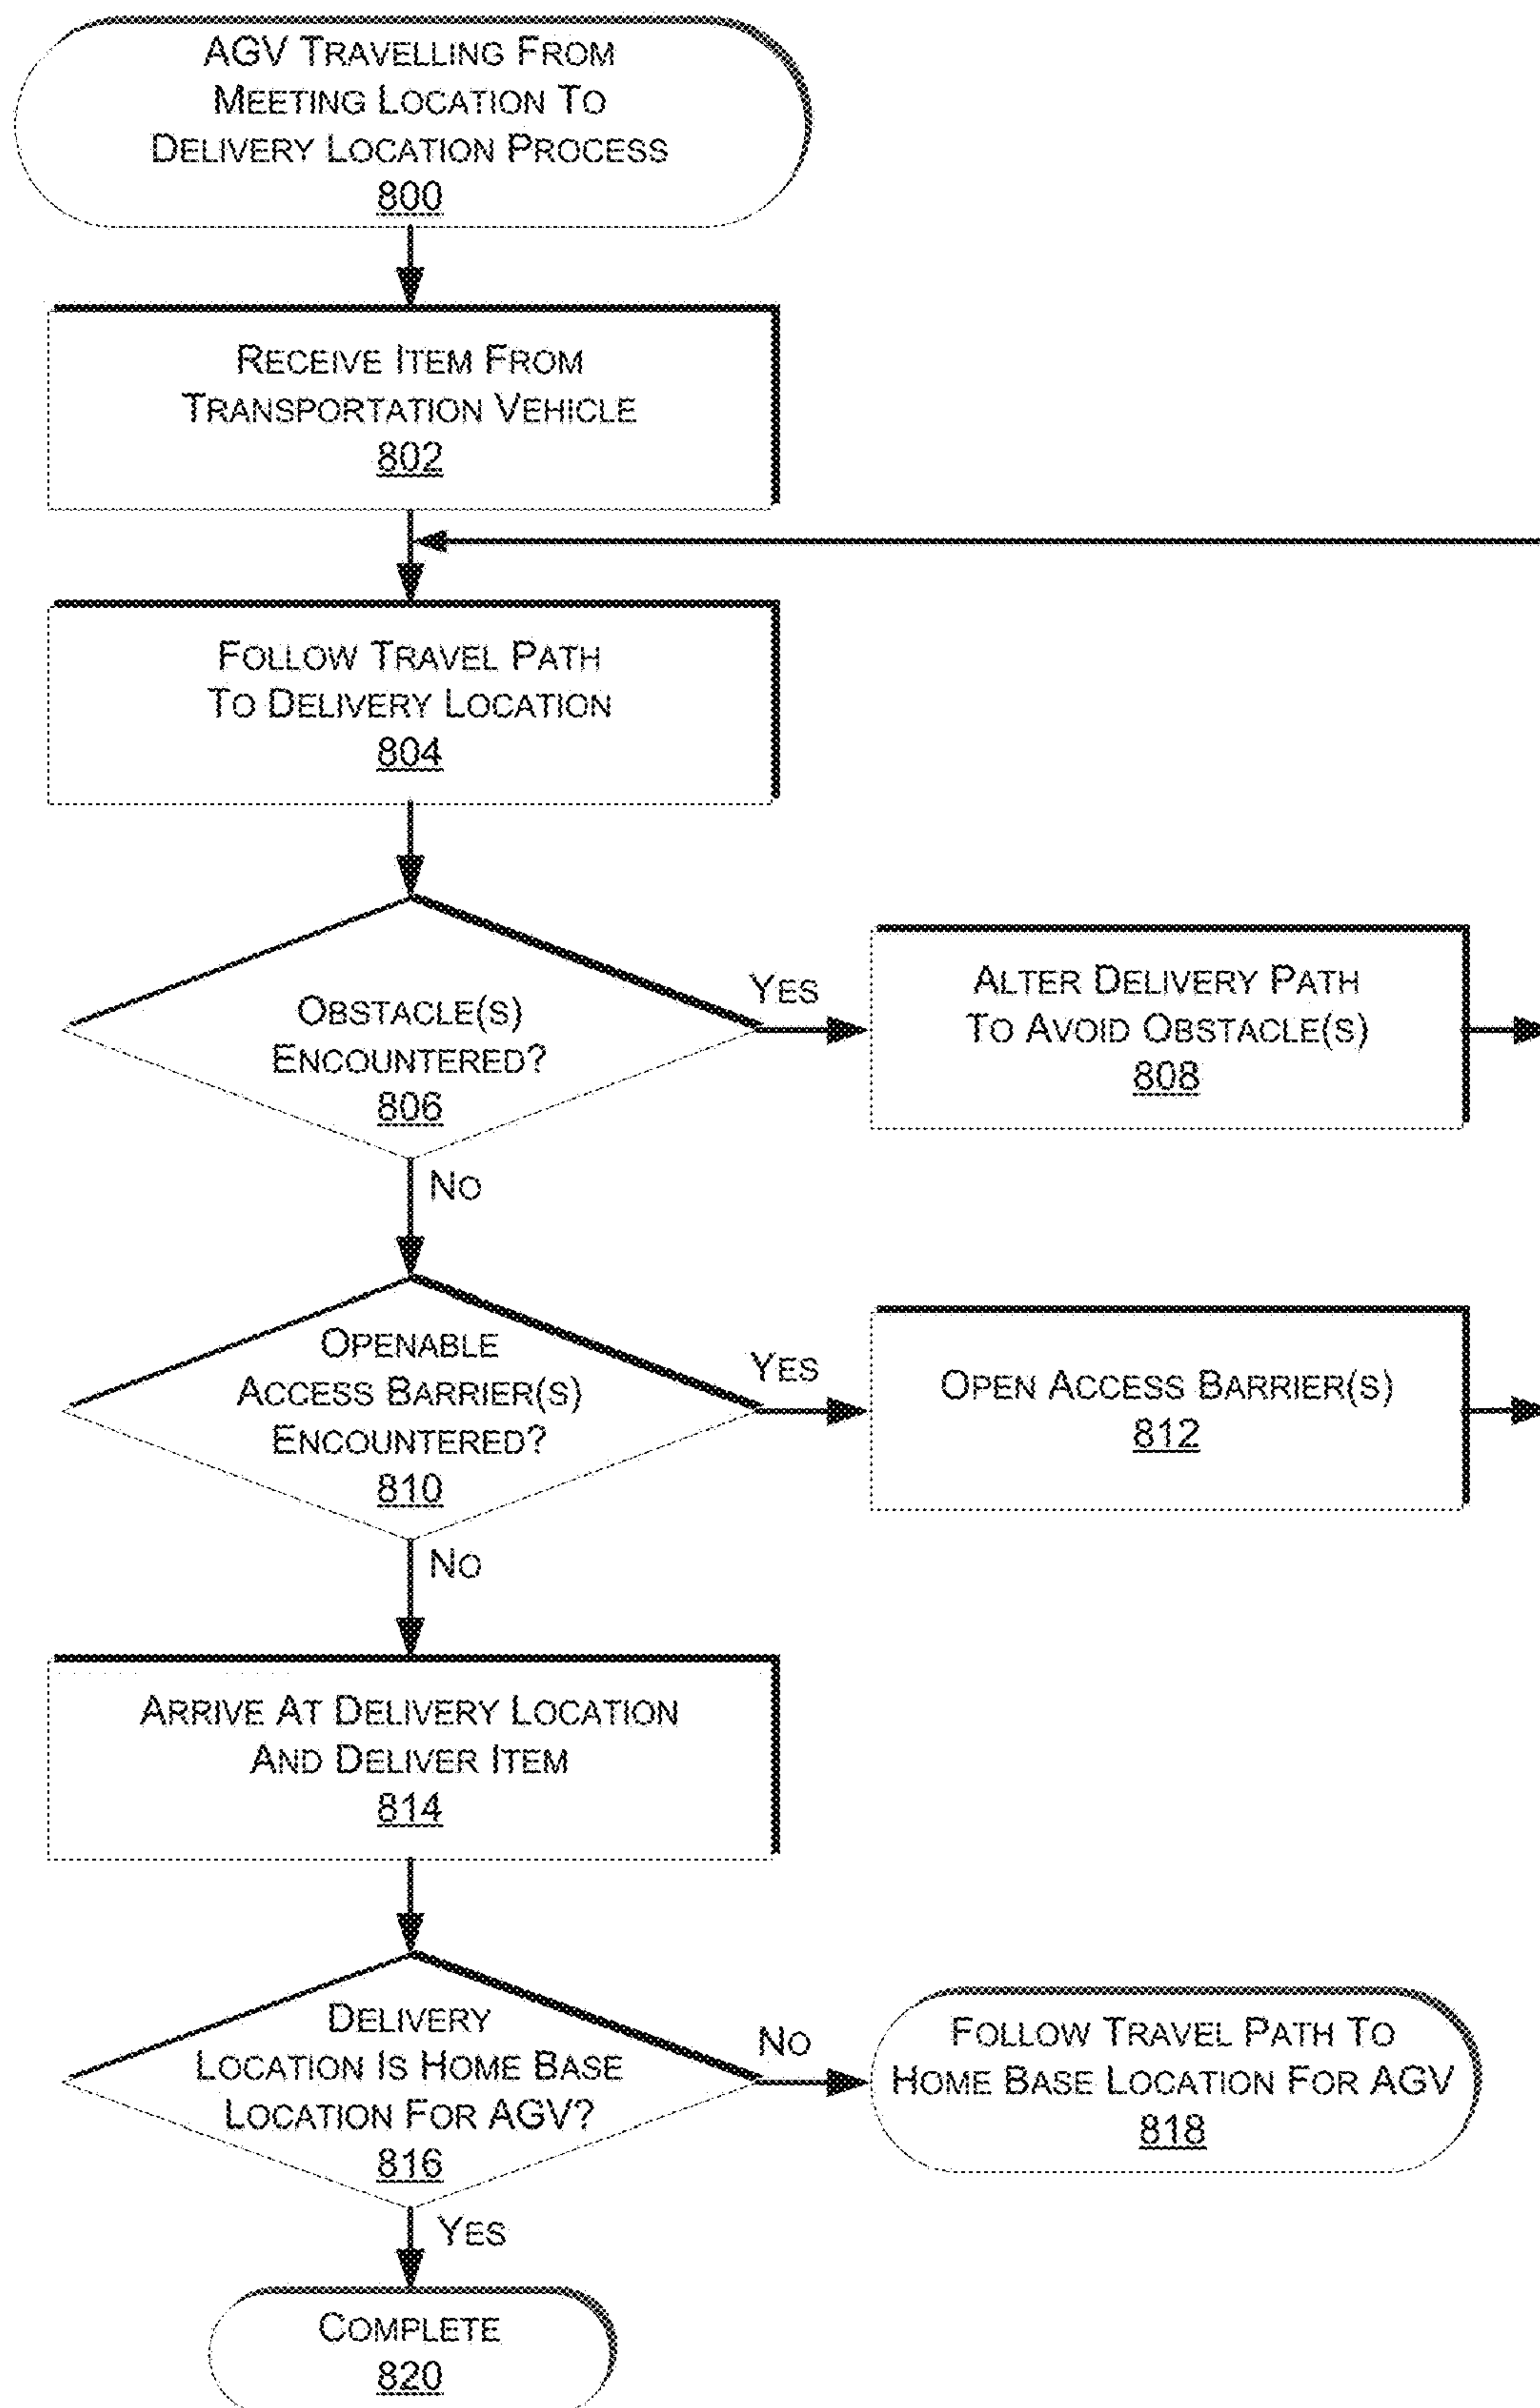 AGV TRAVELLING FROM
MEETING LOCATION TO
DELIVERY LOCATION PROCESS
800
RECEIVE ITEM FROM
TRANSPORTATION VEHICLE
802
FOLLOW TRAVEL PATH
TO DELIVERY LOCATION
804
OBSTACLE(S)
ENCOUNTERED?
806
YES
ALTER DELIVERY PATH
TO AVOID OBSTACLE(S)
808
NO
OPENABLE
ACCESS BARRIER(S)
ENCOUNTERED?
810
YES
OPEN ACCESS BARRIER(S)
812
NO
ARRIVE AT DELIVERY LOCATION
AND DELIVER ITEM
814
DELIVERY
LOCATION IS HOME BASE
LOCATION FOR AGV?
816
NO
FOLLOW TRAVEL PATH TO
HOME BASE LOCATION FOR AGV
818
YES
COMPLETE
820